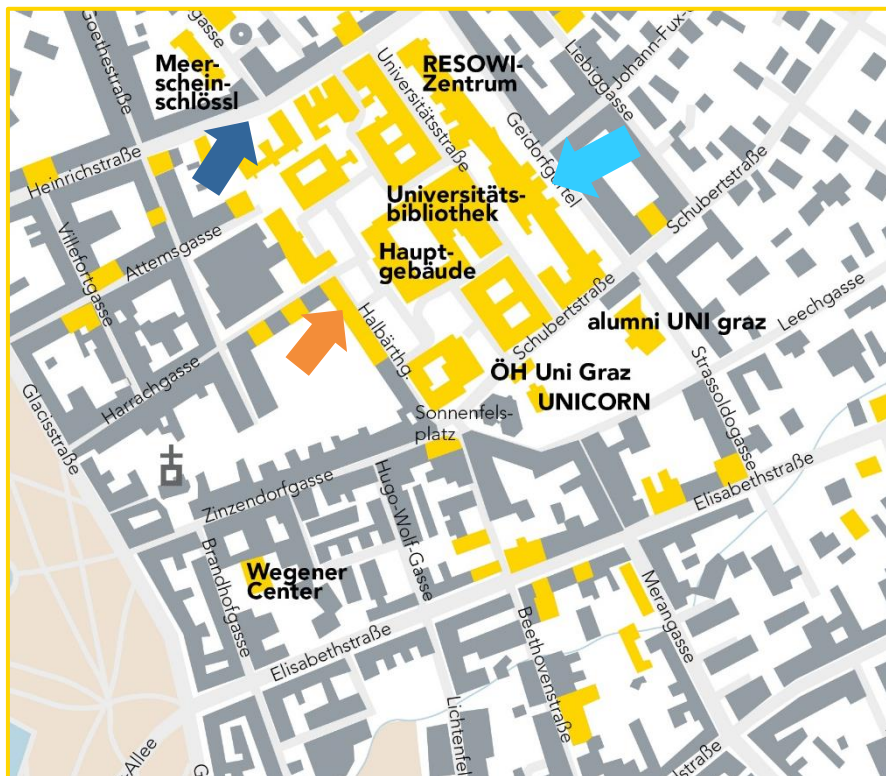 Goethestraße
Meer-
schein-
schlössl
RESOWI-
Zentrum
Universitätsstraße
Liebiggasse
Johann-Fux-
Geidorfgürtel
Heinrichstraße
Universitäts-
bibliothek
Schubertstraße
Villefortgasse
Attemsgasse
Haupt-
gebäude
Halbärthg.
Schubertstraße
alumni UNI graz
Leechgasse
Harrachgasse
Glacisstraße
ÖH Uni Graz
UNICORN
Sonnenfels-
platz
Strassoldogasse
Zinzendorfgasse
Hugo-Wolf-Gasse
Elisabethstraße
Brandhofgasse
Wegener
Center
Merangasse
Elisabethstraße
Beethovenstraße
Lichtenfel
-Allee
G